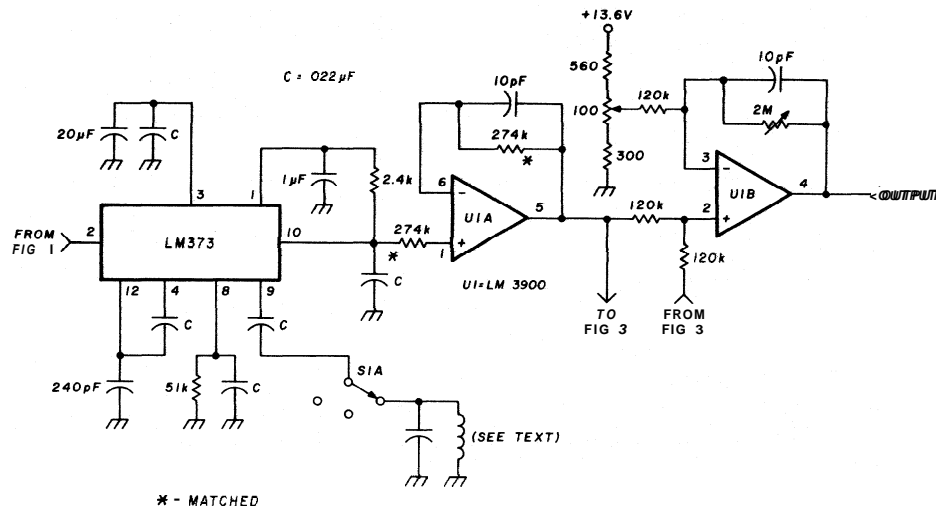 +13.6V
560
100
300
120k
10pF
2M
C = 022µF
10pF
20µF
C
1µF
2.4k
274k
*
3
1
6
U1A
5
3
U1B
4
OUTPUT
FROM
FIG 1
2
LM373
10
274k
*
1
120k
2
12
4
8
9
C
U1=LM 3900
120k
C
C
TO
FIG 3
FROM
FIG 3
240pF
51k
C
S1A
(SEE TEXT)
* - MATCHED